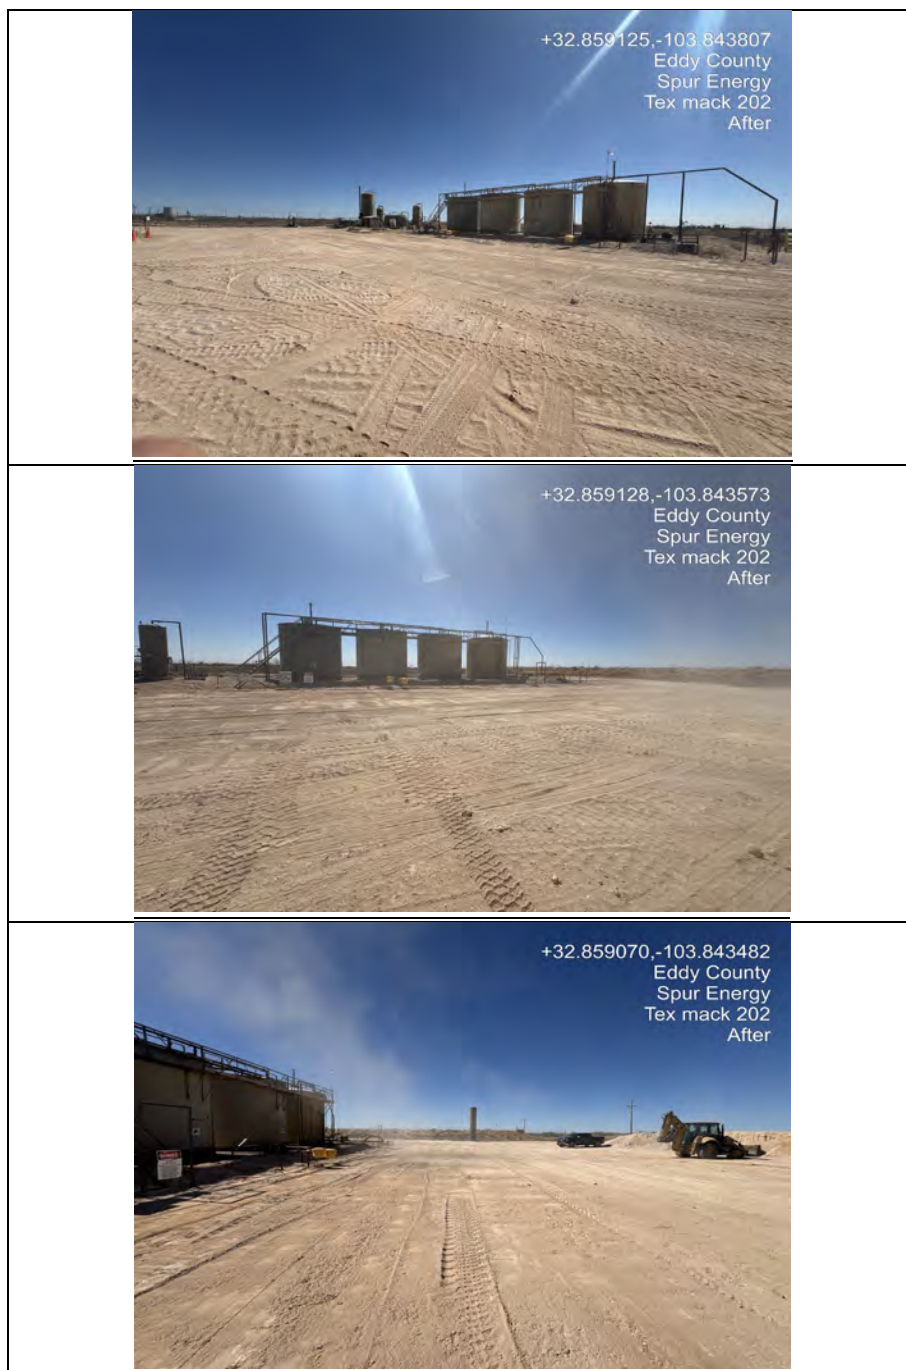 +32.859125,-103.843807
Eddy County
Spur Energy
Tex mack 202
After
+32.859128,-103.843573
Eddy County
Spur Energy
Tex mack 202
After
+32.859070,-103.843482
Eddy County
Spur Energy
Tex mack 202
After